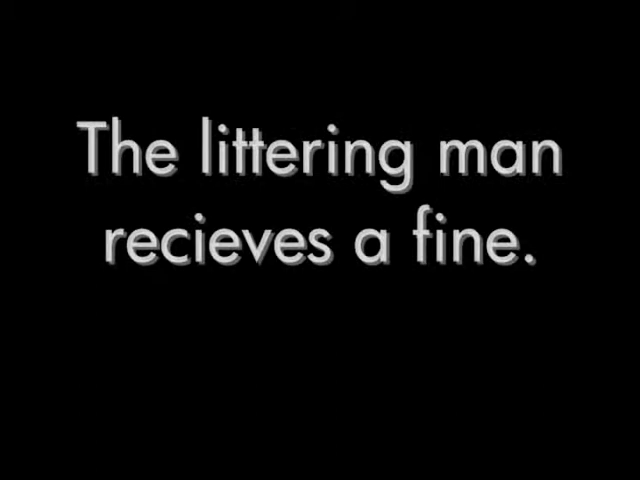 The littering man
recieves a fine.